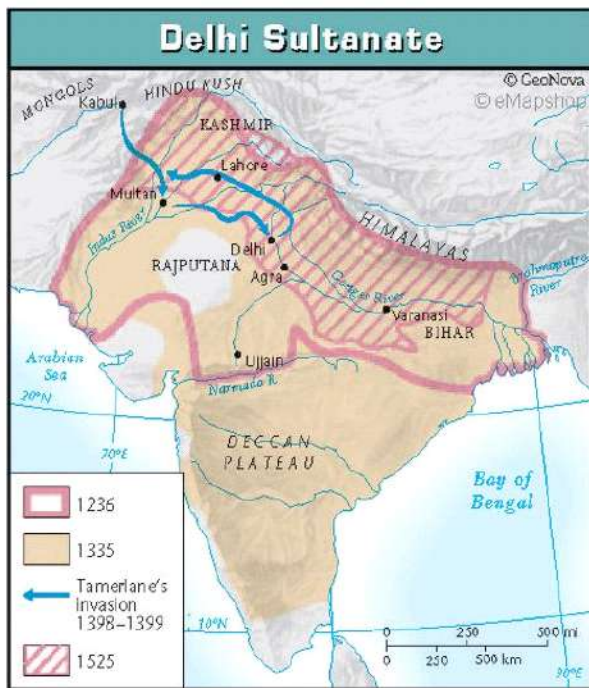 Delhi Sultanate
© GeoNova
© eMapshop
MONGOLS
HINDU KUSH
Kabul
KASHMIR
Lahore
Multan
Indus River
HIMALAYAS
Delhi
RAJPUTANA
Agra
Ganges River
Brahmaputra
River
Varanasi
BIHAR
Arabian
Sea
Ujjain
Narmada R.
20°N
70°E
DECCAN
PLATEAU
Bay of
Bengal
1236
1335
Tamerlane's
Invasion
1398–1399
1525
10°N
0 250 500 mi
0 250 500 km
90°E